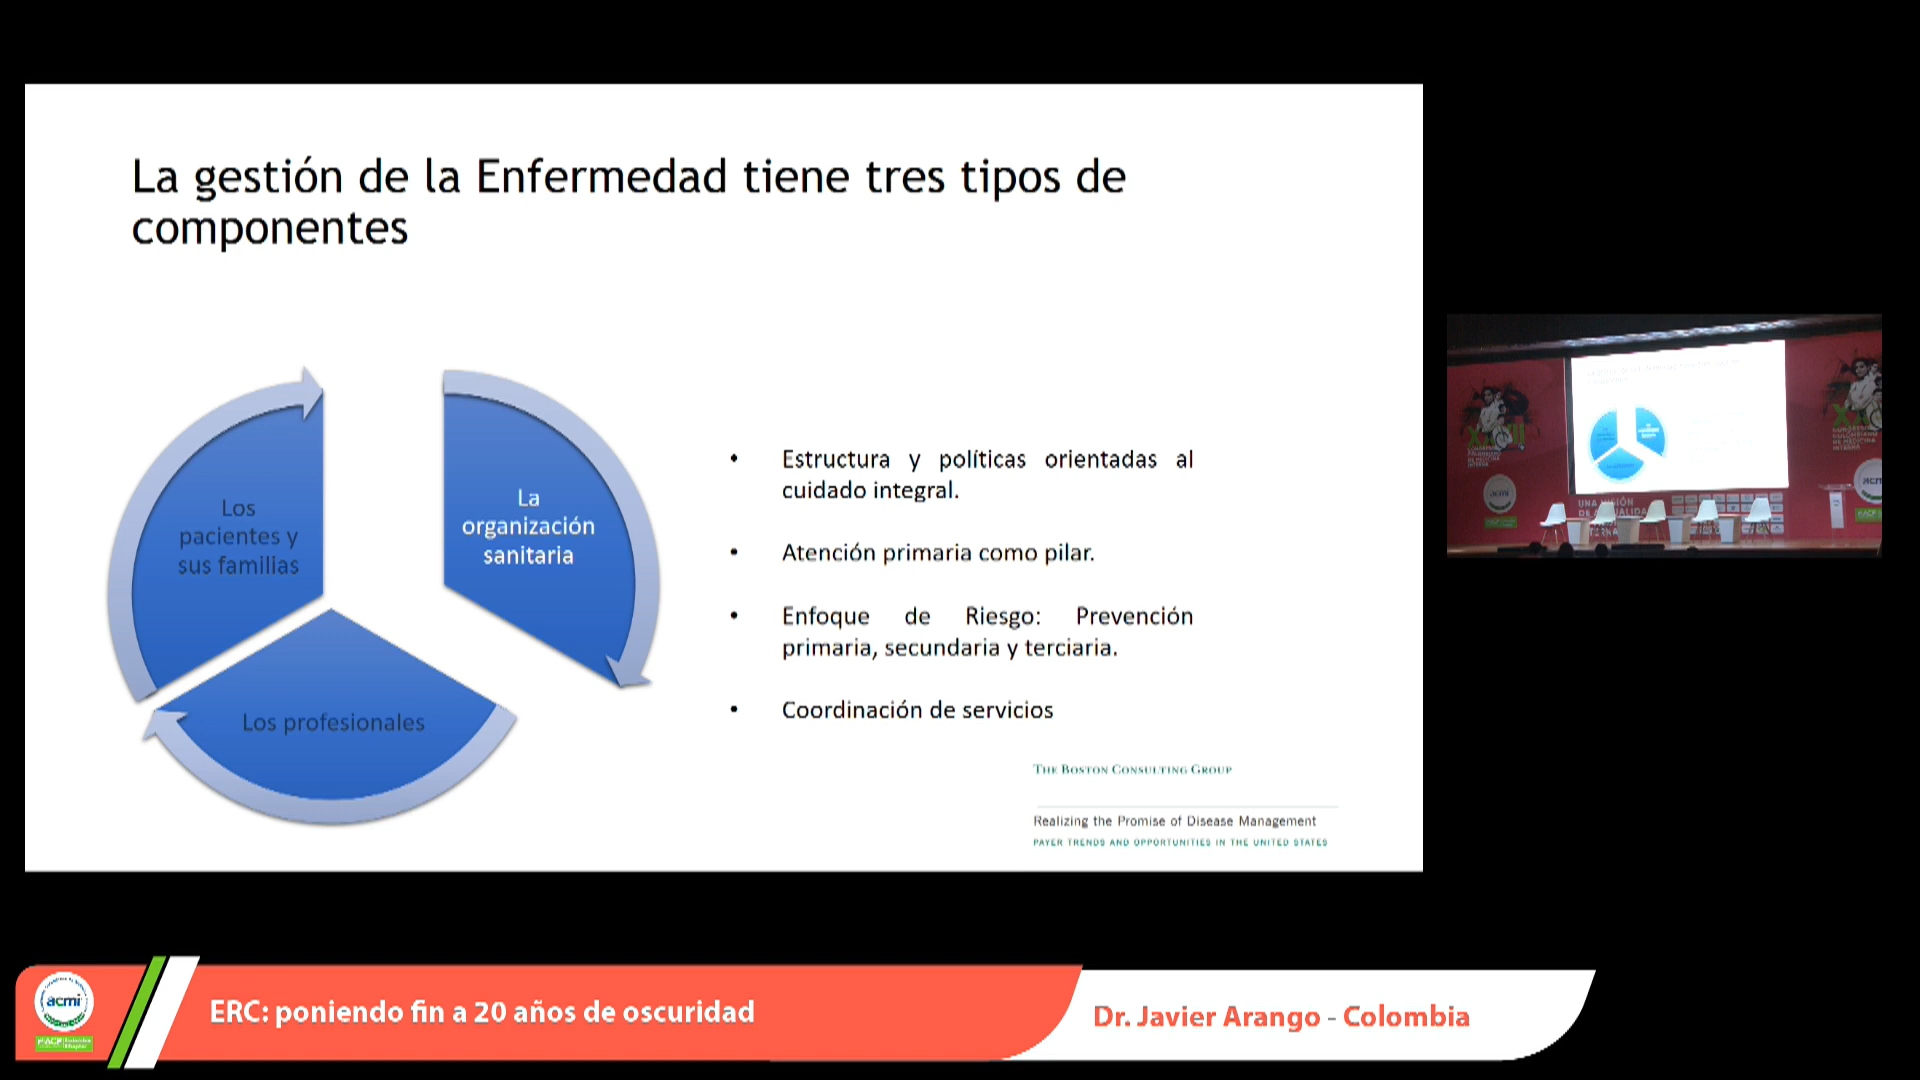 La gestión de la Enfermedad tiene tres tipos de
componentes
Los
pacientes y
sus familias
La
organización
sanitaria
Los profesionales
• Estructura y políticas orientadas al
cuidado integral.
• Atención primaria como pilar.
• Enfoque de Riesgo: Prevención
primaria, secundaria y terciaria.
• Coordinación de servicios
THE BOSTON CONSULTING GROUP
Realizing the Promise of Disease Management
PAYER TRENDS AND OPPORTUNITIES IN THE UNITED STATES
UNA VISIÓN
acmi
ERC: poniendo fin a 20 años de oscuridad
Dr. Javier Arango - Colombia